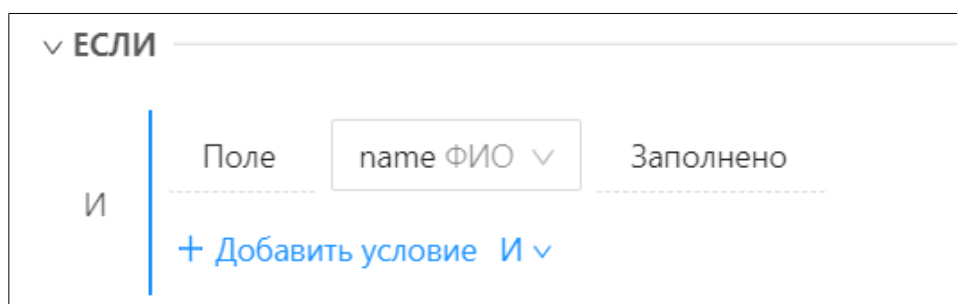 ЕСЛИ
Поле name ФИО Заполнено
И
+ Добавить условие И